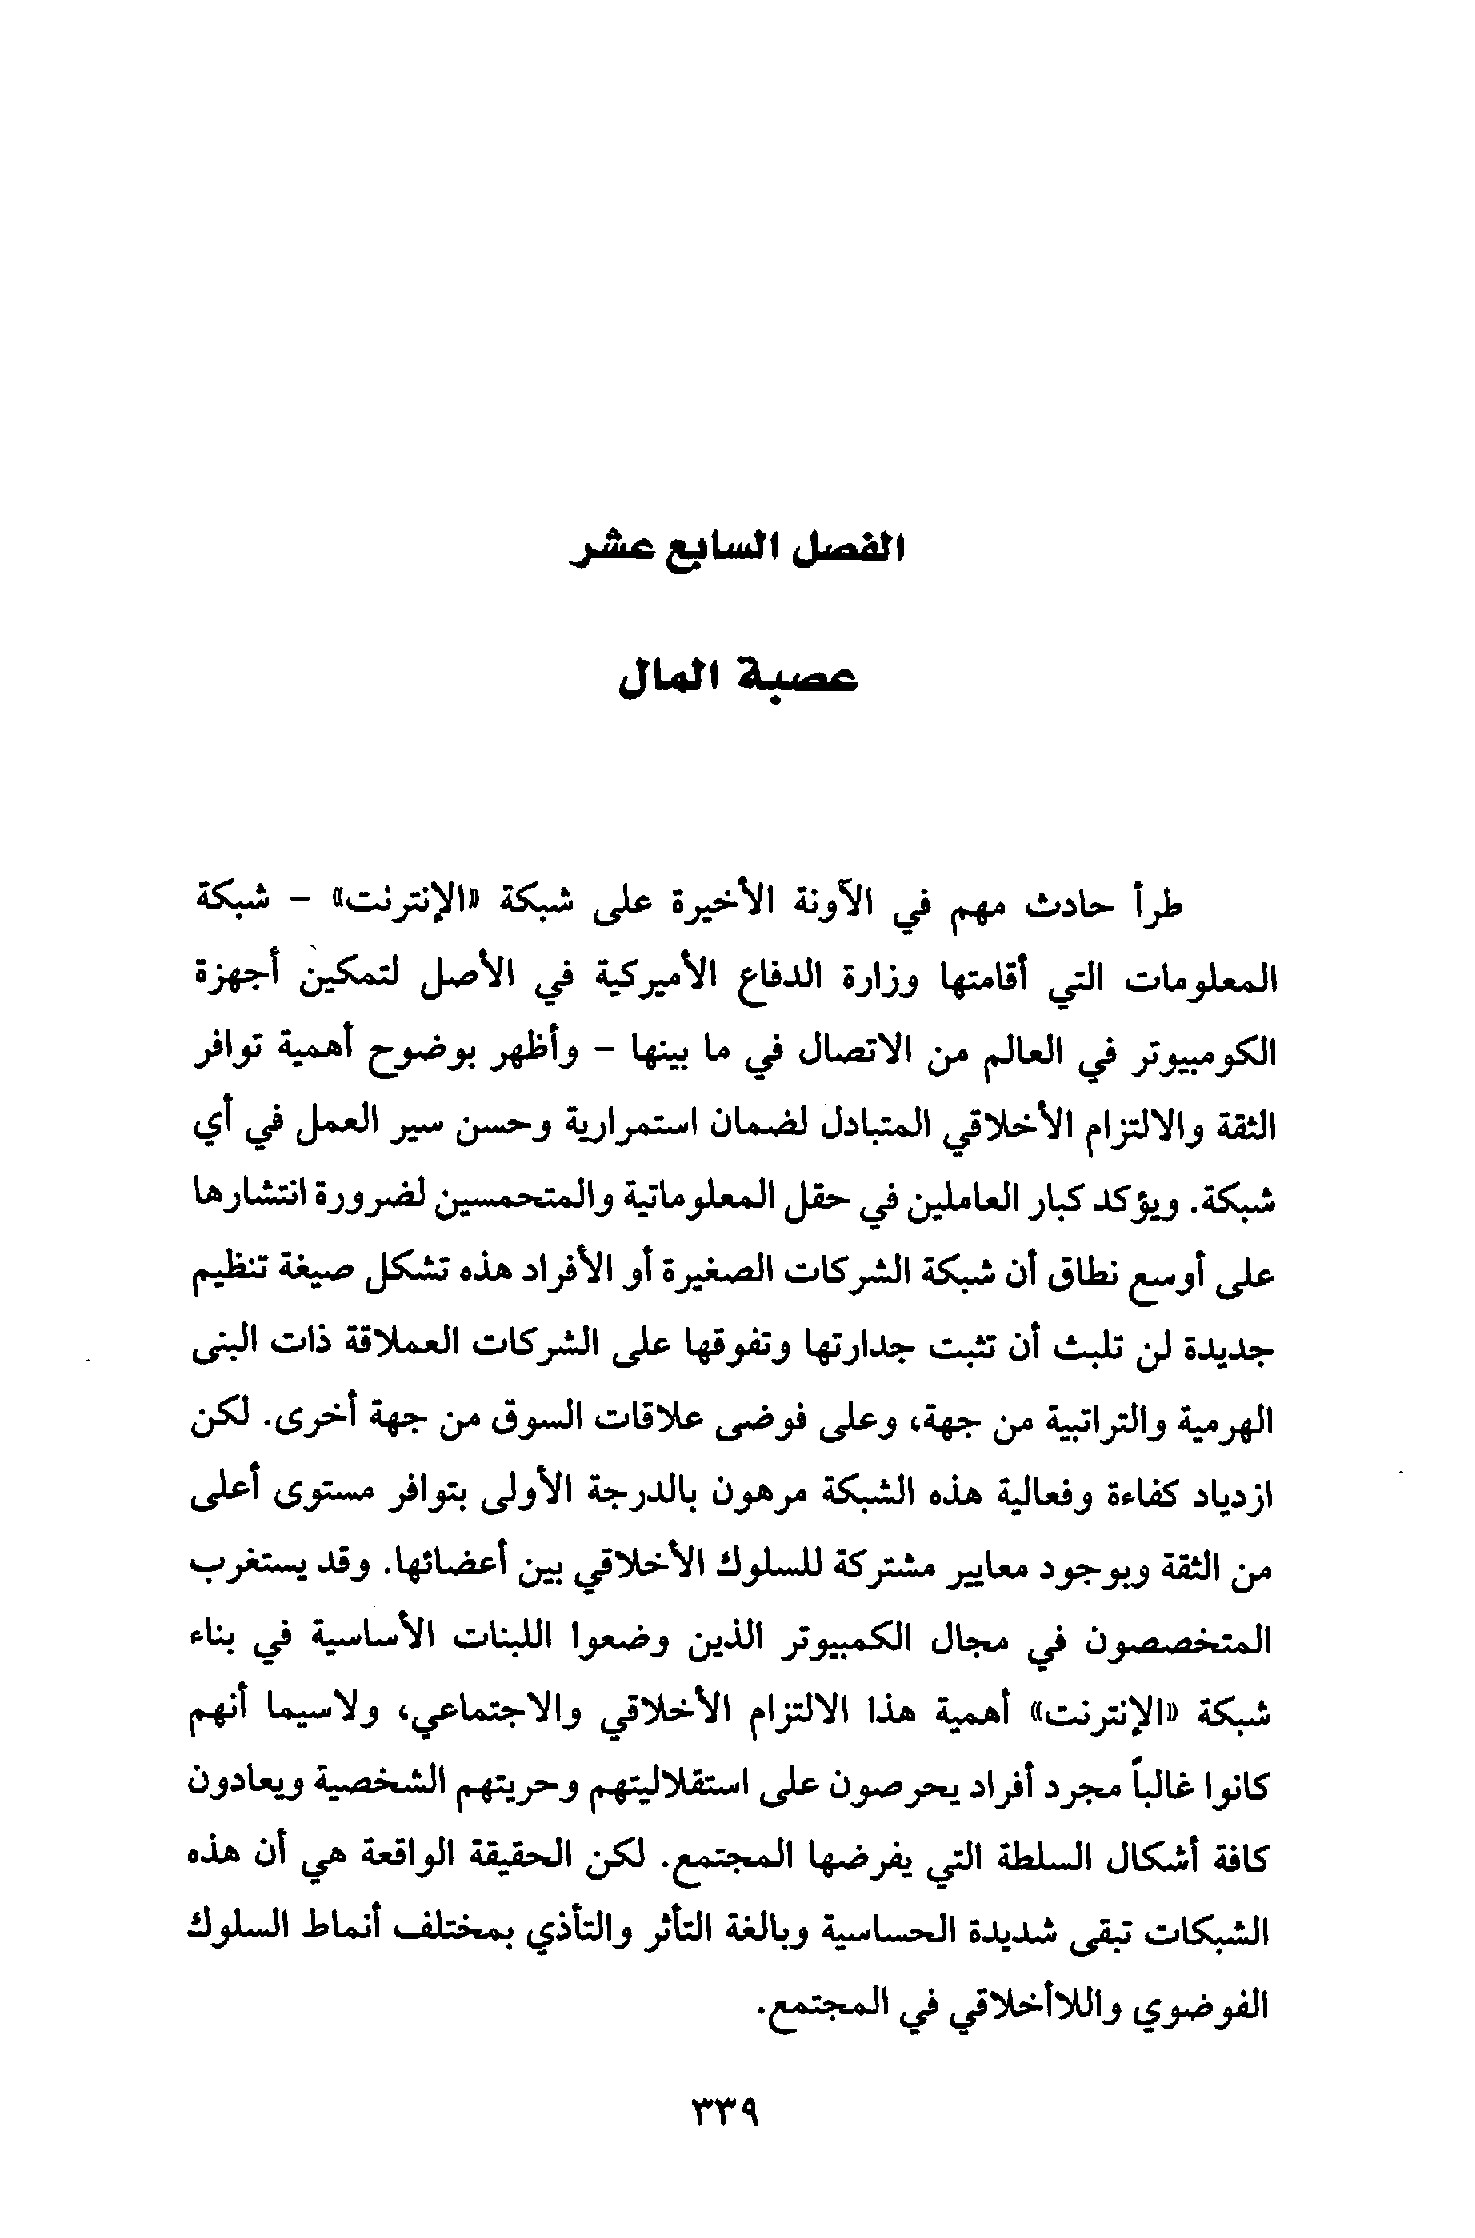 الفصل السابع عشر
عصبة المال
طرأ حادث مهم في الآونة الأخيرة على شبكة «الإنترنت» - شبكة
المعلومات التي أقامتها وزارة الدفاع الأميركية في الأصل لتمكين أجهزة
الكومبيوتر في العالم من الاتصال في ما بينها - وأظهر بوضوح أهمية توافر
الثقة والالتزام الأخلاقي المتبادل لضمان استمرارية وحسن سير العمل في أي
شبكة. ويؤكد كبار العاملين في حقل المعلوماتية والمتحمسين لضرورة انتشارها
على أوسع نطاق أن شبكة الشركات الصغيرة أو الأفراد هذه تشكل صيغة تنظيم
جديدة لن تلبث أن تثبت جدارتها وتفوقها على الشركات العملاقة ذات البنى
الهرمية والتراتبية من جهة، وعلى فوضى علاقات السوق من جهة أخرى. لكن
ازدياد كفاءة وفعالية هذه الشبكة مرهون بالدرجة الأولى بتوافر مستوى أعلى
من الثقة وبوجود معايير مشتركة للسلوك الأخلاقي بين أعضائها. وقد يستغرب
المتخصصون في مجال الكمبيوتر الذين وضعوا اللبنات الأساسية في بناء
شبكة «الإنترنت» أهمية هذا الالتزام الأخلاقي والاجتماعي، ولاسيما أنهم
كانوا غالباً مجرد أفراد يحرصون على استقلاليتهم وحريتهم الشخصية ويعادون
كافة أشكال السلطة التي يفرضها المجتمع. لكن الحقيقة الواقعة هي أن هذه
الشبكات تبقى شديدة الحساسية وبالغة التأثر والتأذي بمختلف أنماط السلوك
الفوضوي واللاأخلاقي في المجتمع.
٣٣٩